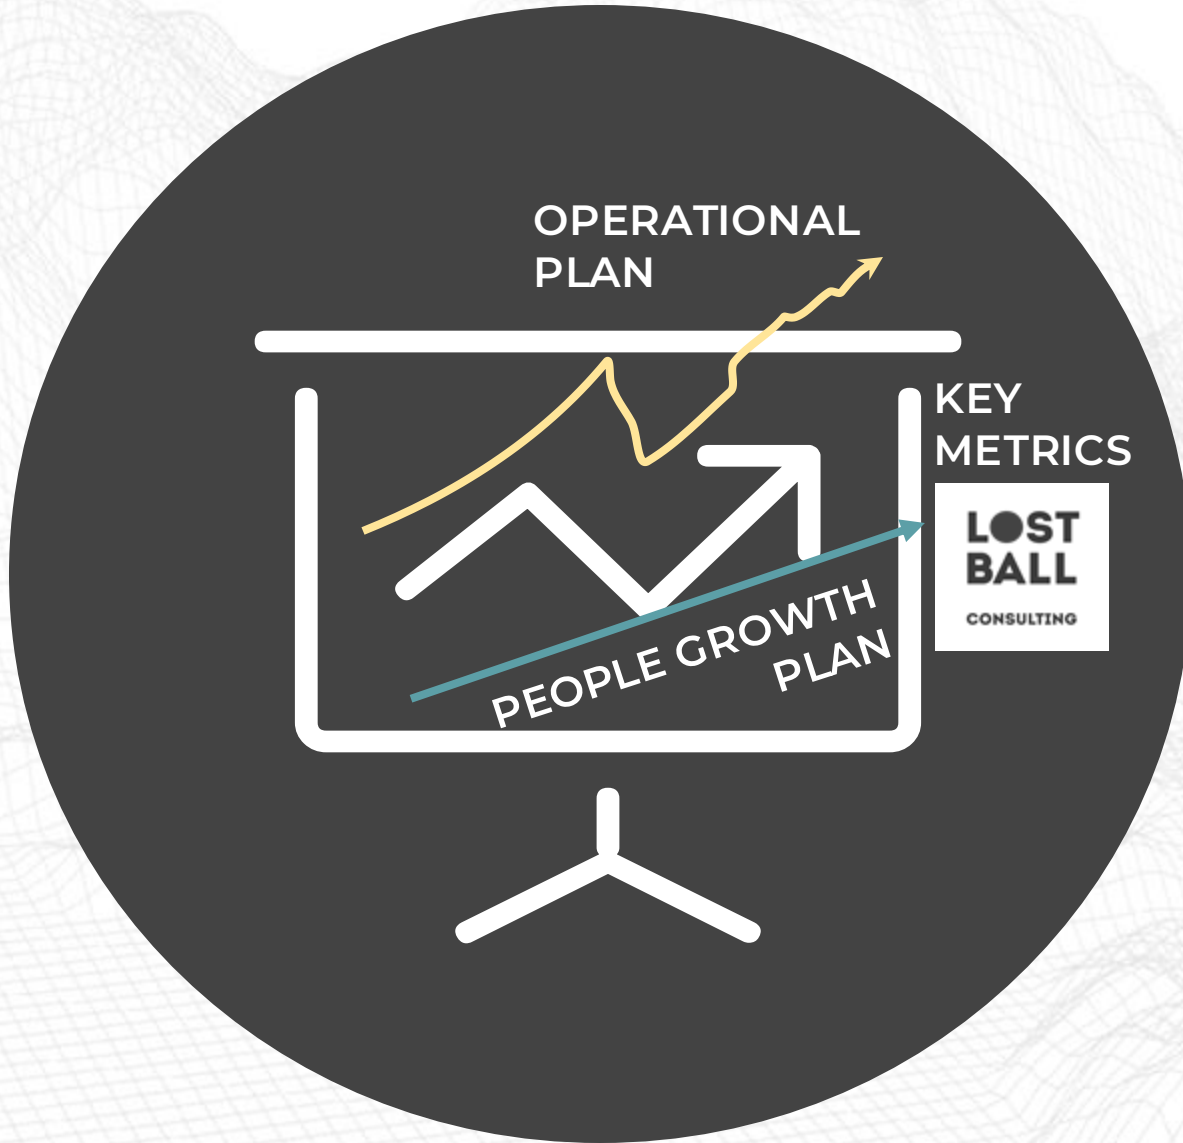 OPERATIONAL
PLAN
KEY
METRICS
LOST
BALL
CONSULTING
PEOPLE GROWTH
PLAN